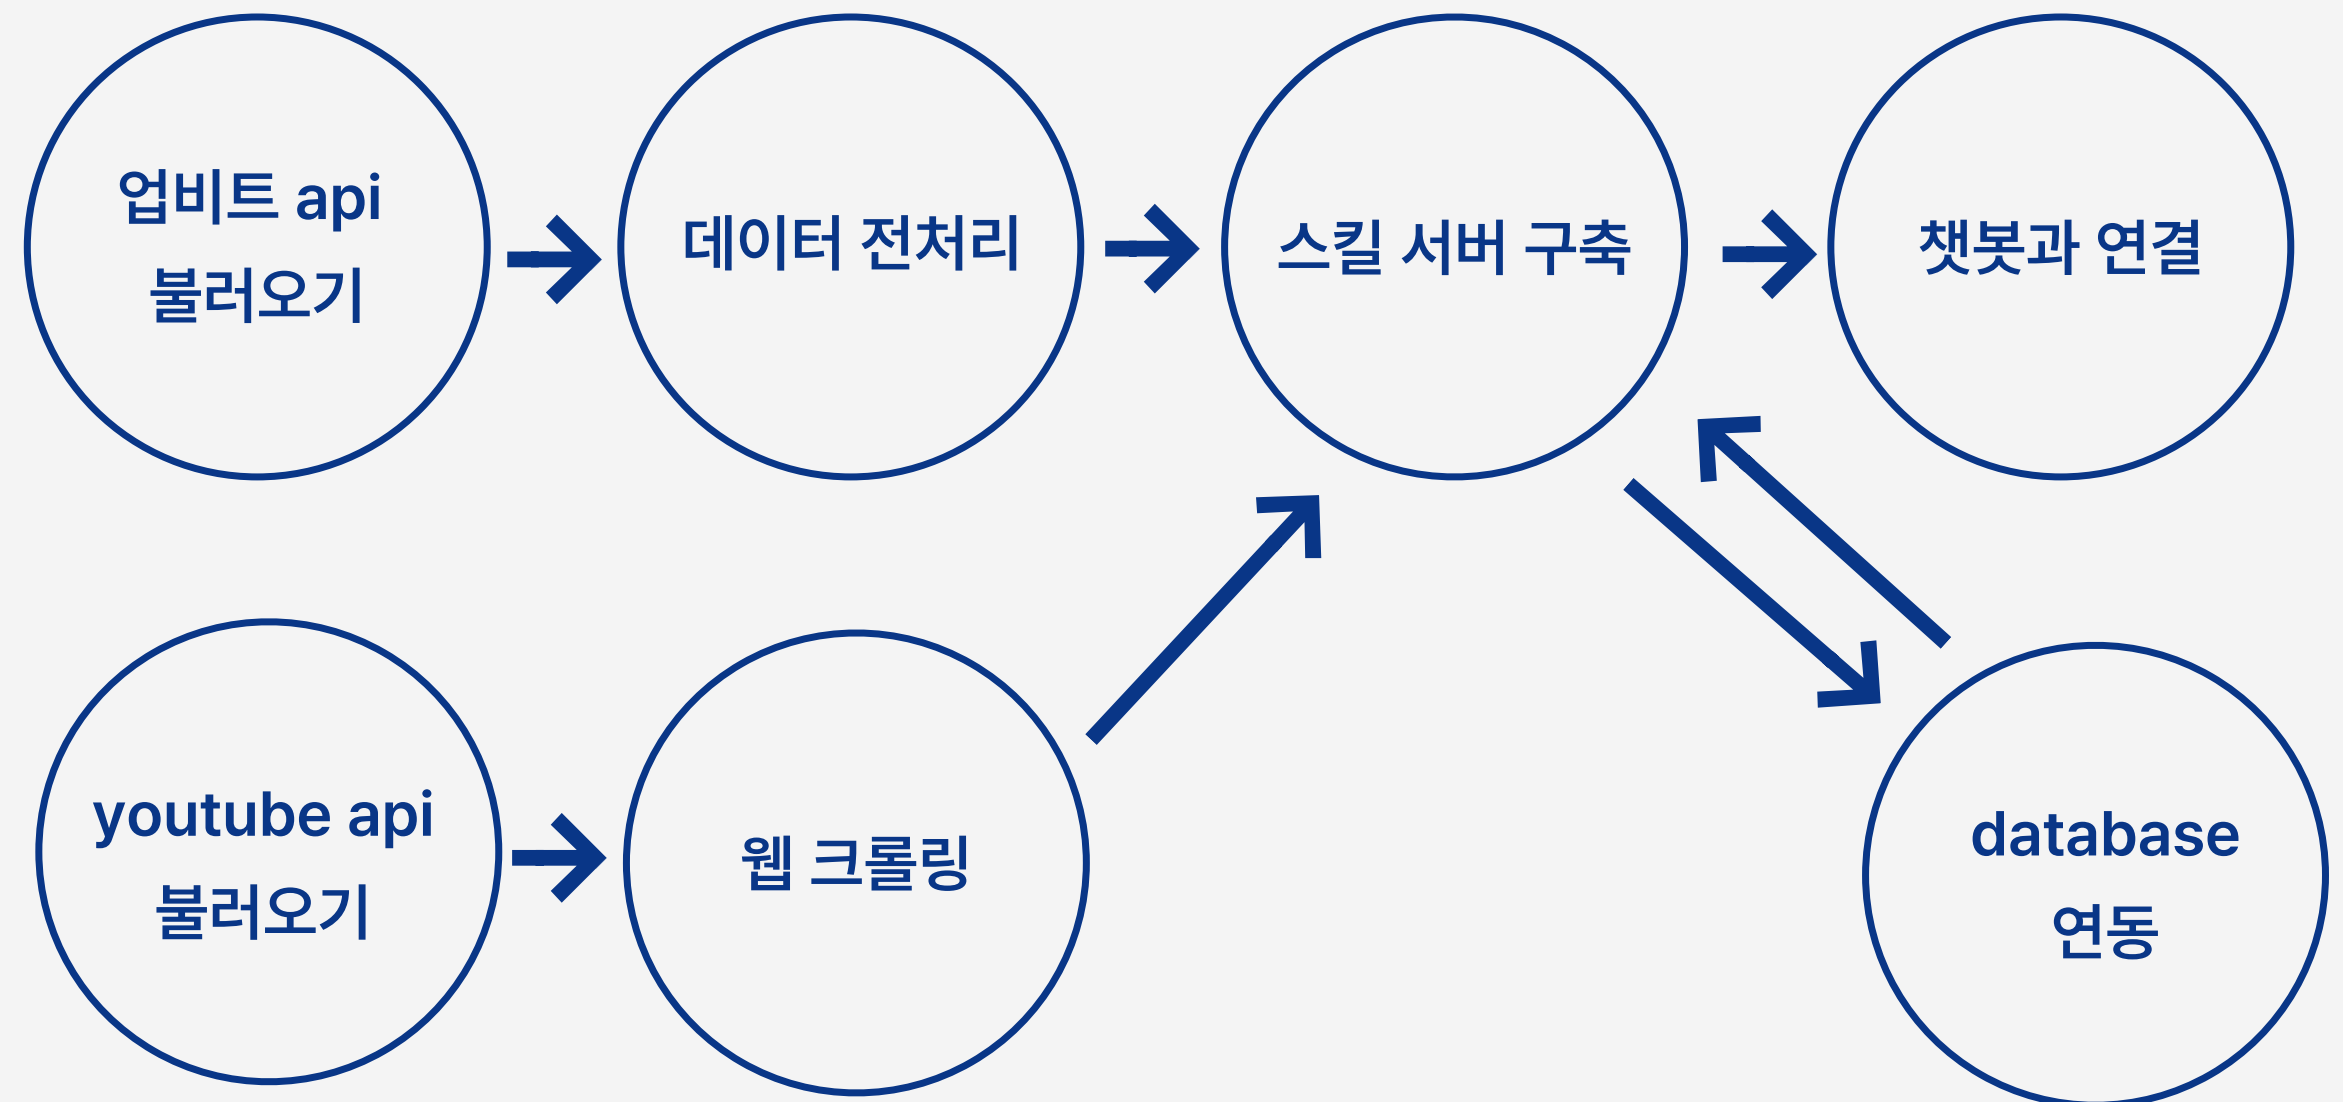 업비트 api
불러오기
데이터 전처리
스킬 서버 구축
챗봇과 연결
youtube api
불러오기
웹 크롤링
database
연동